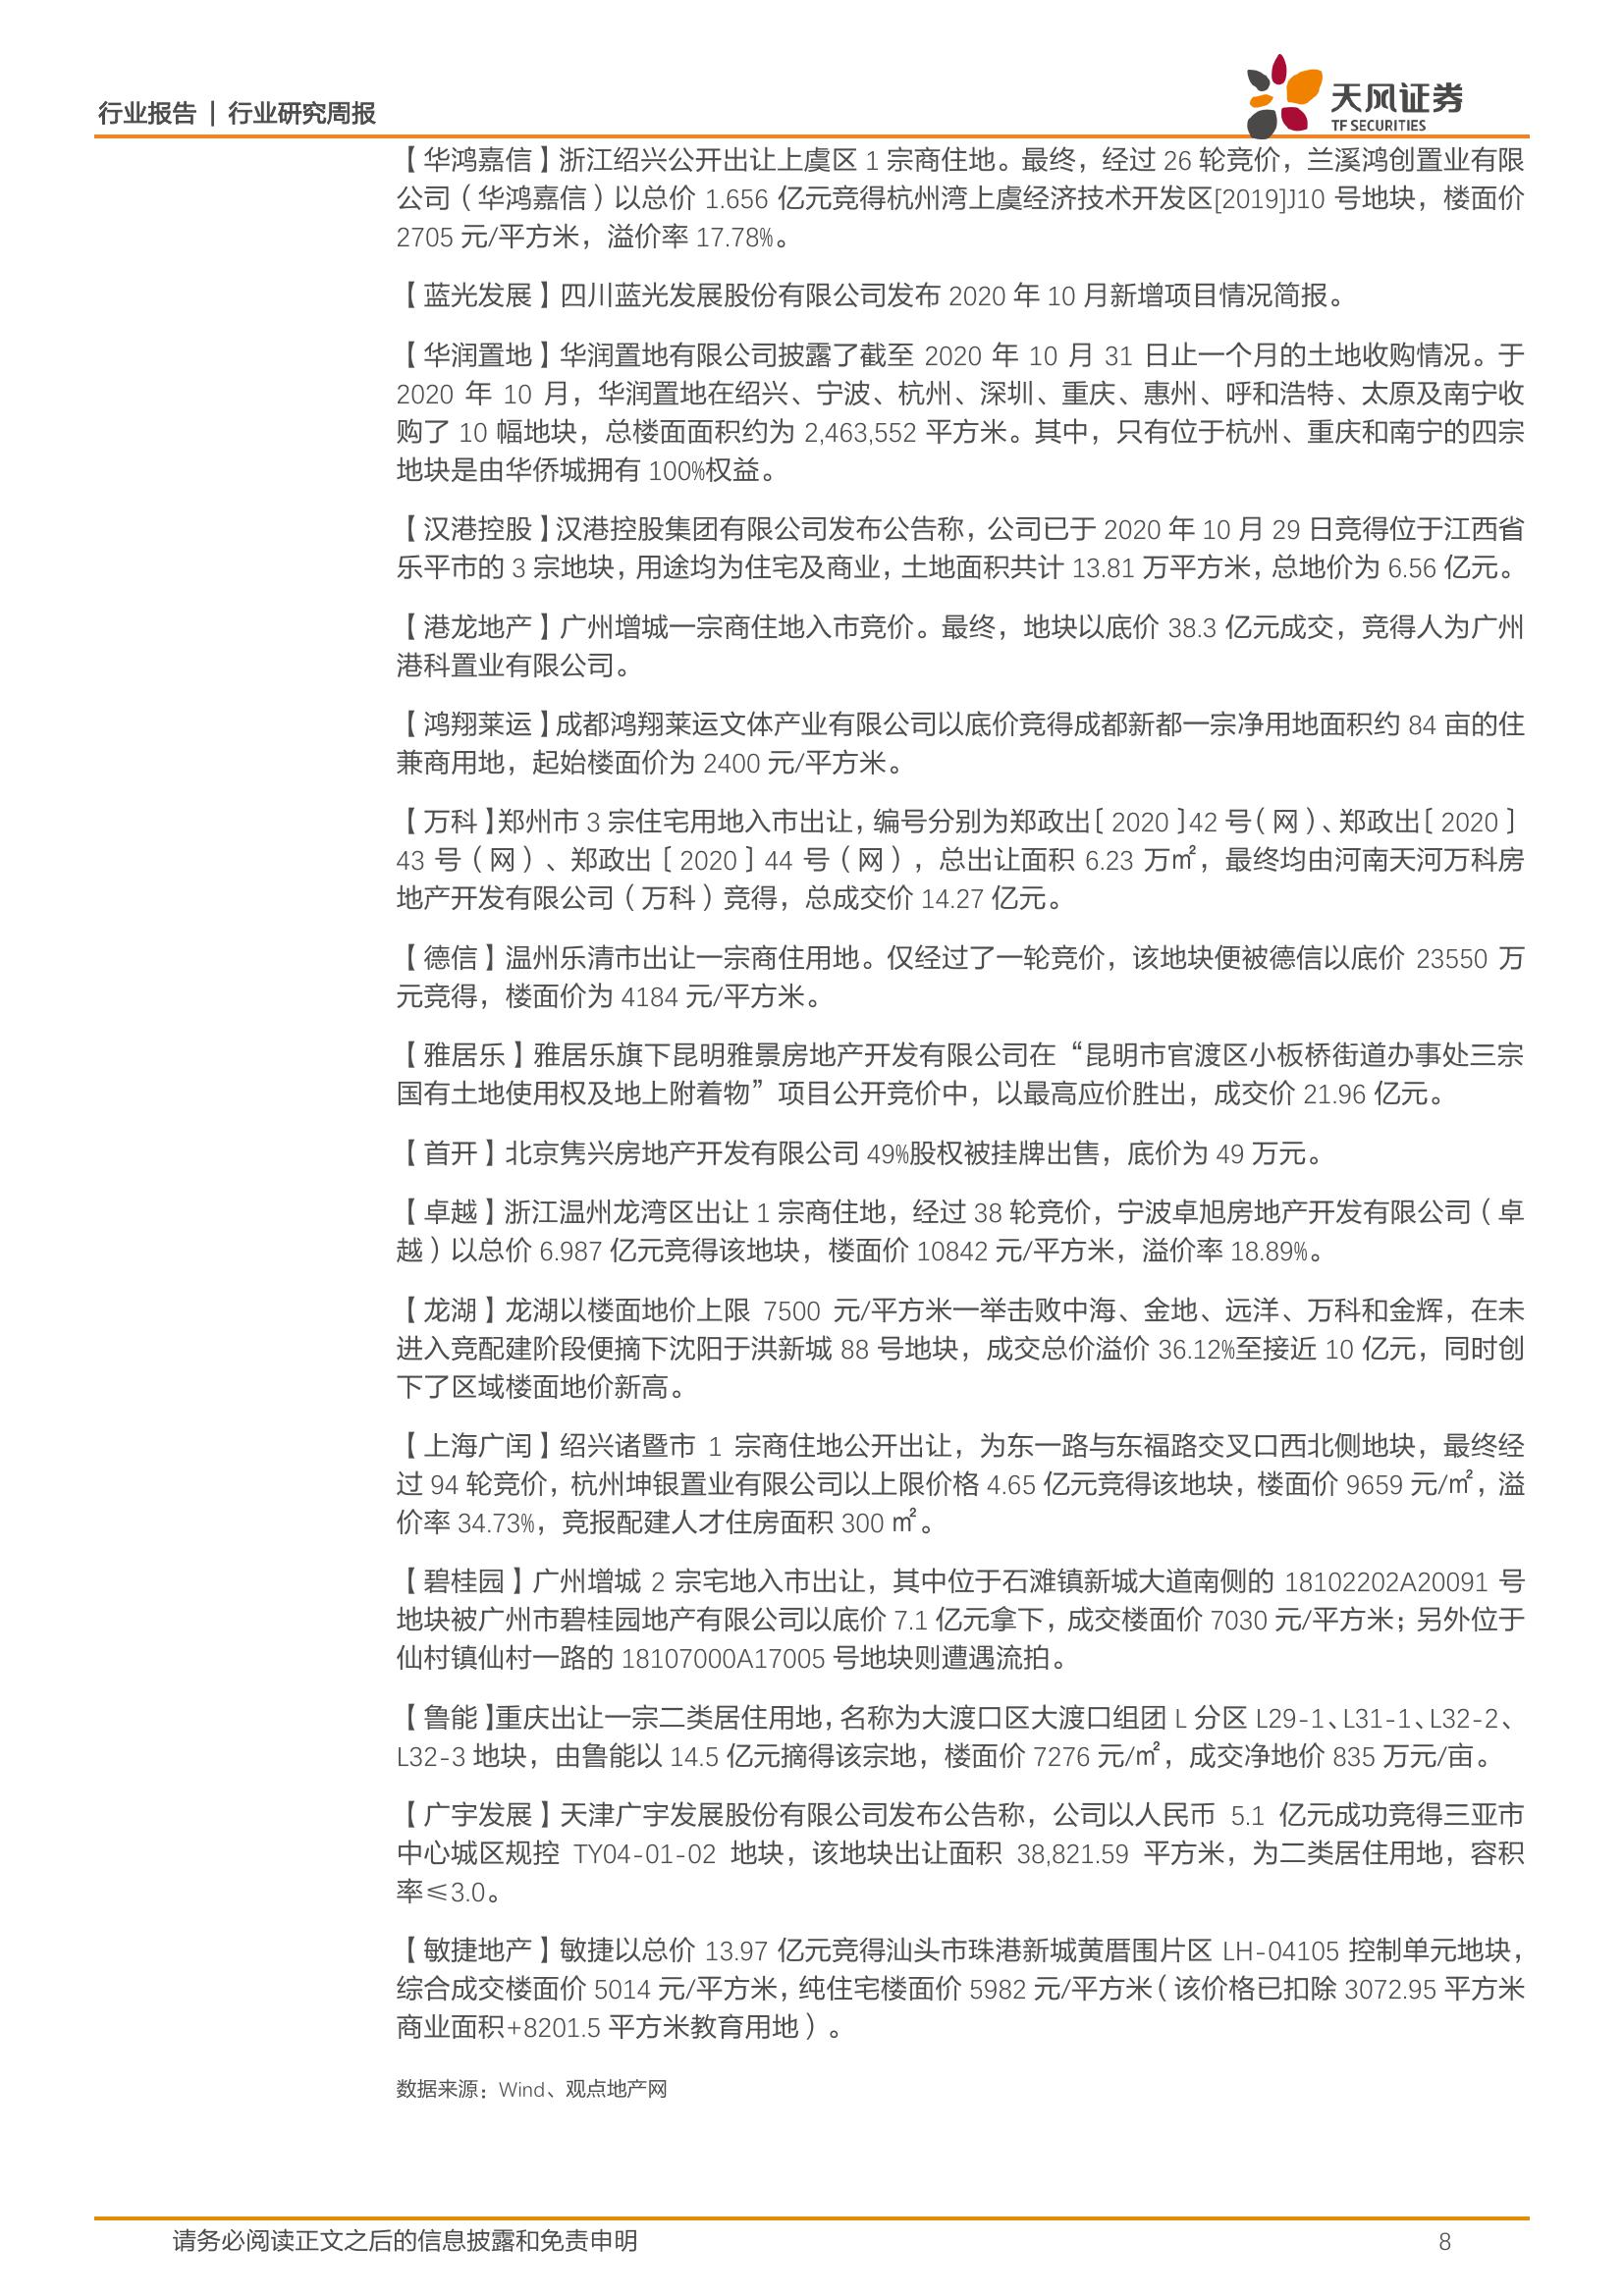 行业报告 | 行业研究周报
天风证券
TF SECURITIES
【华鸿嘉信】浙江绍兴公开出让上虞区 1 宗商住地。最终，经过 26 轮竞价，兰溪鸿创置业有限
公司（华鸿嘉信）以总价 1.656 亿元竞得杭州湾上虞经济技术开发区[2019]J10 号地块，楼面价
2705 元/平方米，溢价率 17.78%。
【蓝光发展】四川蓝光发展股份有限公司发布 2020 年 10 月新增项目情况简报。
【华润置地】华润置地有限公司披露了截至 2020 年 10 月 31 日止一个月的土地收购情况。于
2020 年 10 月，华润置地在绍兴、宁波、杭州、深圳、重庆、惠州、呼和浩特、太原及南宁收
购了 10 幅地块，总楼面面积约为 2,463,552 平方米。其中，只有位于杭州、重庆和南宁的四宗
地块是由华侨城拥有 100%权益。
【汉港控股】汉港控股集团有限公司发布公告称，公司已于 2020 年 10 月 29 日竞得位于江西省
乐平市的 3 宗地块，用途均为住宅及商业，土地面积共计 13.81 万平方米，总地价为 6.56 亿元。
【港龙地产】广州增城一宗商住地入市竞价。最终，地块以底价 38.3 亿元成交，竞得人为广州
港科置业有限公司。
【鸿翔莱运】成都鸿翔莱运文体产业有限公司以底价竞得成都新都一宗净用地面积约 84 亩的住
兼商用地，起始楼面价为 2400 元/平方米。
【万科】郑州市 3 宗住宅用地入市出让，编号分别为郑政出〔2020〕42 号（网）、郑政出〔2020〕
43 号（网）、郑政出〔2020〕44 号（网），总出让面积 6.23 万㎡，最终均由河南天河万科房
地产开发有限公司（万科）竞得，总成交价 14.27 亿元。
【德信】温州乐清市出让一宗商住用地。仅经过了一轮竞价，该地块便被德信以底价 23550 万
元竞得，楼面价为 4184 元/平方米。
【雅居乐】雅居乐旗下昆明雅景房地产开发有限公司在“昆明市官渡区小板桥街道办事处三宗
国有土地使用权及地上附着物”项目公开竞价中，以最高应价胜出，成交价 21.96 亿元。
【首开】北京隽兴房地产开发有限公司 49%股权被挂牌出售，底价为 49 万元。
【卓越】浙江温州龙湾区出让 1 宗商住地，经过 38 轮竞价，宁波卓旭房地产开发有限公司（卓
越）以总价 6.987 亿元竞得该地块，楼面价 10842 元/平方米，溢价率 18.89%。
【龙湖】龙湖以楼面地价上限 7500 元/平方米一举击败中海、金地、远洋、万科和金辉，在未
进入竞配建阶段便摘下沈阳于洪新城 88 号地块，成交总价溢价 36.12%至接近 10 亿元，同时创
下了区域楼面地价新高。
【上海广闰】绍兴诸暨市 1 宗商住地公开出让，为东一路与东福路交叉口西北侧地块，最终经
过 94 轮竞价，杭州坤银置业有限公司以上限价格 4.65 亿元竞得该地块，楼面价 9659 元/㎡，溢
价率 34.73%，竞报配建人才住房面积 300 ㎡。
【碧桂园】广州增城 2 宗宅地入市出让，其中位于石滩镇新城大道南侧的 18102202A20091 号
地块被广州市碧桂园地产有限公司以底价 7.1 亿元拿下，成交楼面价 7030 元/平方米；另外位于
仙村镇仙村一路的 18107000A17005 号地块则遭遇流拍。
【鲁能】重庆出让一宗二类居住用地，名称为大渡口区大渡口组团 L 分区 L29-1、L31-1、L32-2、
L32-3 地块，由鲁能以 14.5 亿元摘得该宗地，楼面价 7276 元/㎡，成交净地价 835 万元/亩。
【广宇发展】天津广宇发展股份有限公司发布公告称，公司以人民币 5.1 亿元成功竞得三亚市
中心城区规控 TY04-01-02 地块，该地块出让面积 38,821.59 平方米，为二类居住用地，容积
率≤3.0。
【敏捷地产】敏捷以总价 13.97 亿元竞得汕头市珠港新城黄厝围片区 LH-04105 控制单元地块，
综合成交楼面价 5014 元/平方米，纯住宅楼面价 5982 元/平方米（该价格已扣除 3072.95 平方米
商业面积+8201.5 平方米教育用地）。
数据来源：Wind、观点地产网
请务必阅读正文之后的信息披露和免责申明
8